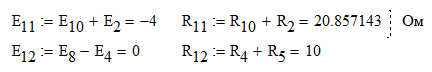 E₁₁ := E₁₀ + E₂ = −4 R₁₁ := R₁₀ + R₂ = 20.857143 Ом
E₁₂ := E₈ − E₄ = 0 R₁₂ := R₄ + R₅ = 10